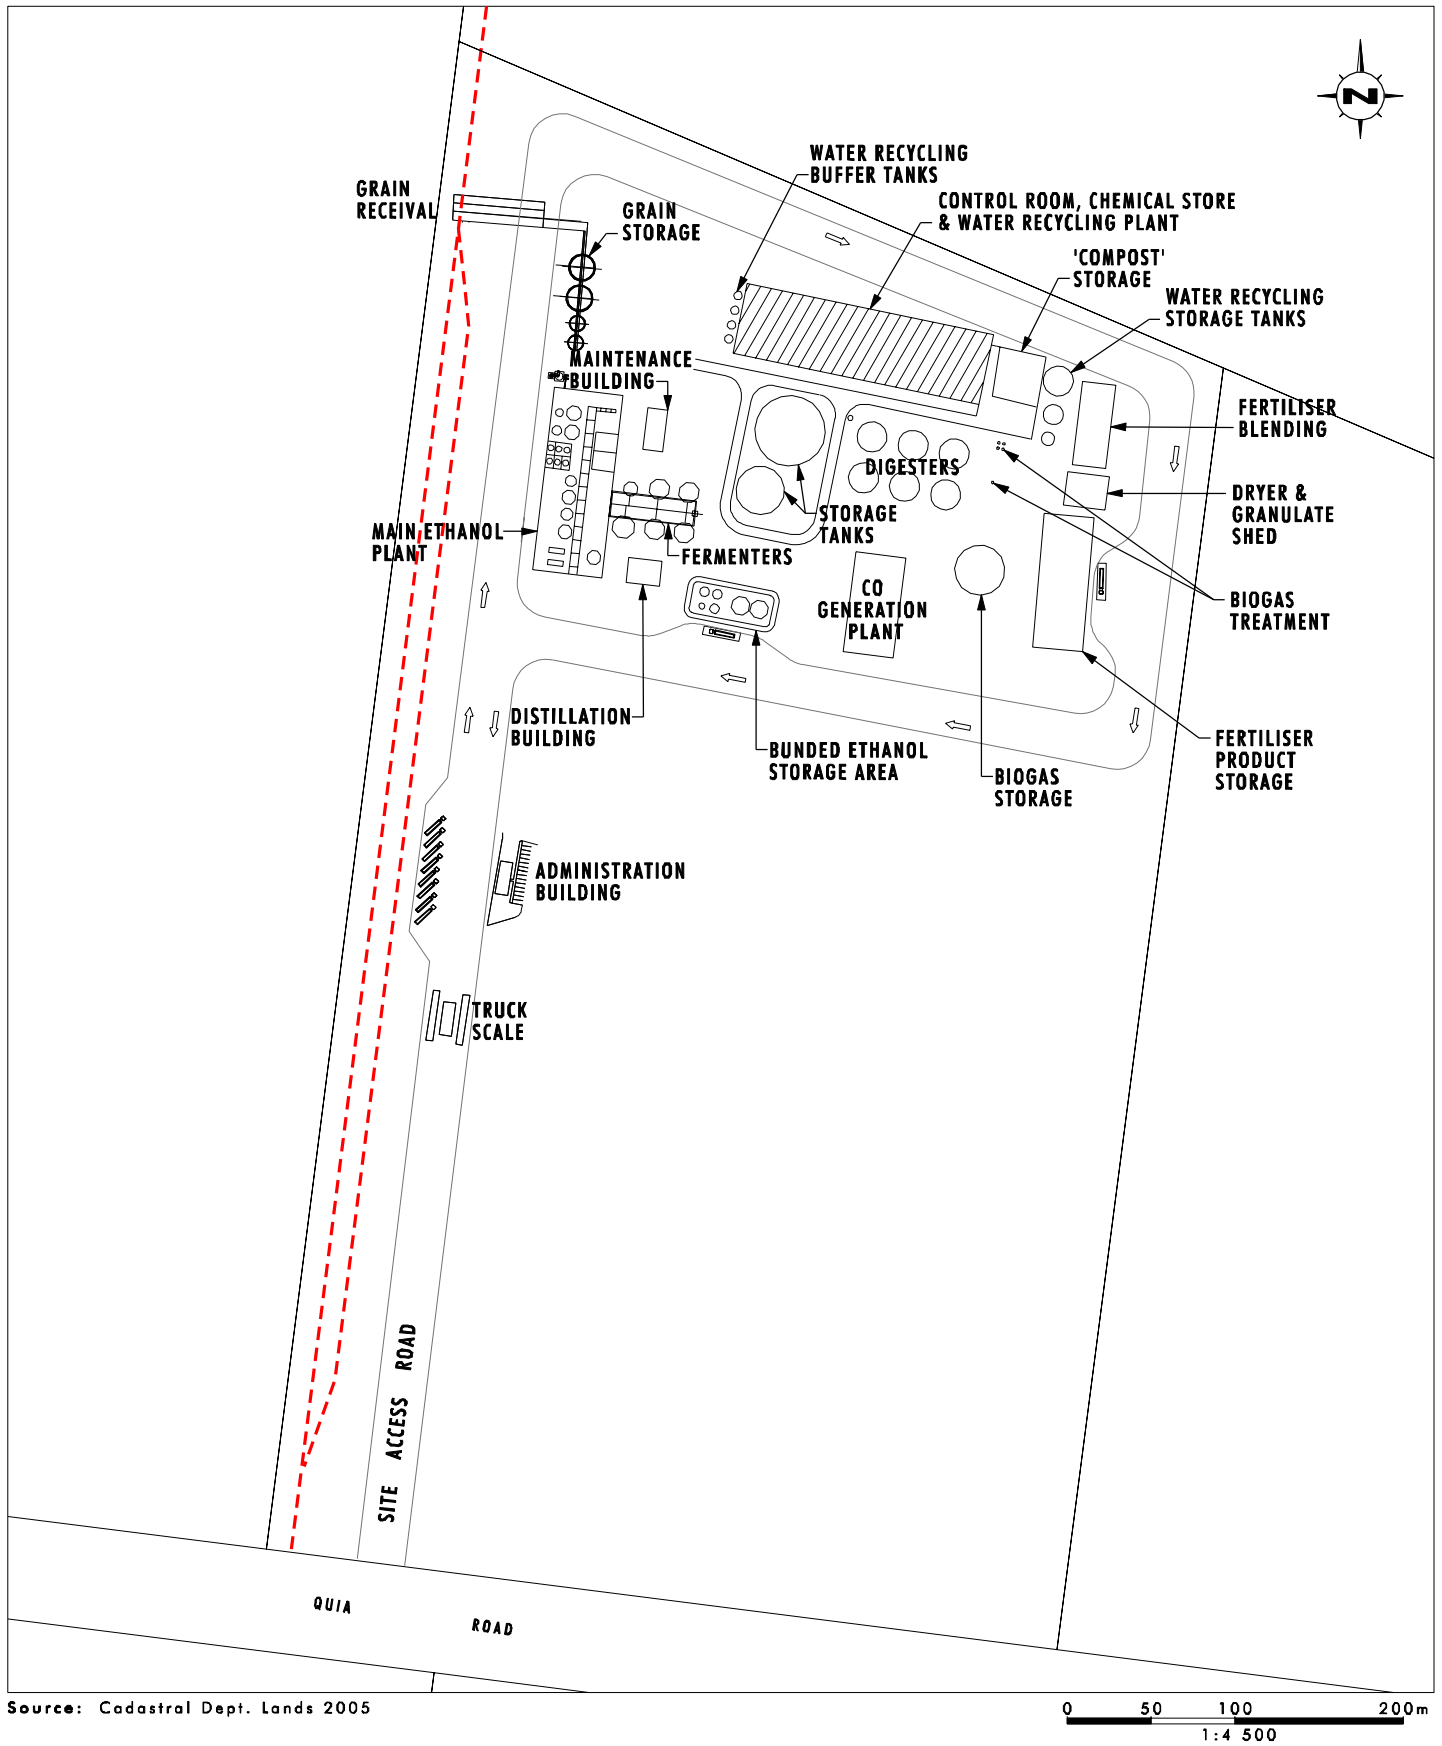 N
WATER RECYCLING
BUFFER TANKS
GRAIN
RECEIVAL
GRAIN
STORAGE
CONTROL ROOM, CHEMICAL STORE
& WATER RECYCLING PLANT
'COMPOST'
STORAGE
WATER RECYCLING
STORAGE TANKS
MAINTENANCE
BUILDING
FERTILISER
BLENDING
DIGESTERS
DRYER &
GRANULATE
SHED
STORAGE
TANKS
MAIN ETHANOL
PLANT
FERMENTERS
CO
GENERATION
PLANT
BIOGAS
TREATMENT
DISTILLATION
BUILDING
BUNDED ETHANOL
STORAGE AREA
BIOGAS
STORAGE
FERTILISER
PRODUCT
STORAGE
ADMINISTRATION
BUILDING
TRUCK
SCALE
SITE ACCESS ROAD
QUIA ROAD
Source: Cadastral Dept. Lands 2005
0 50 100 200m
1:4 500